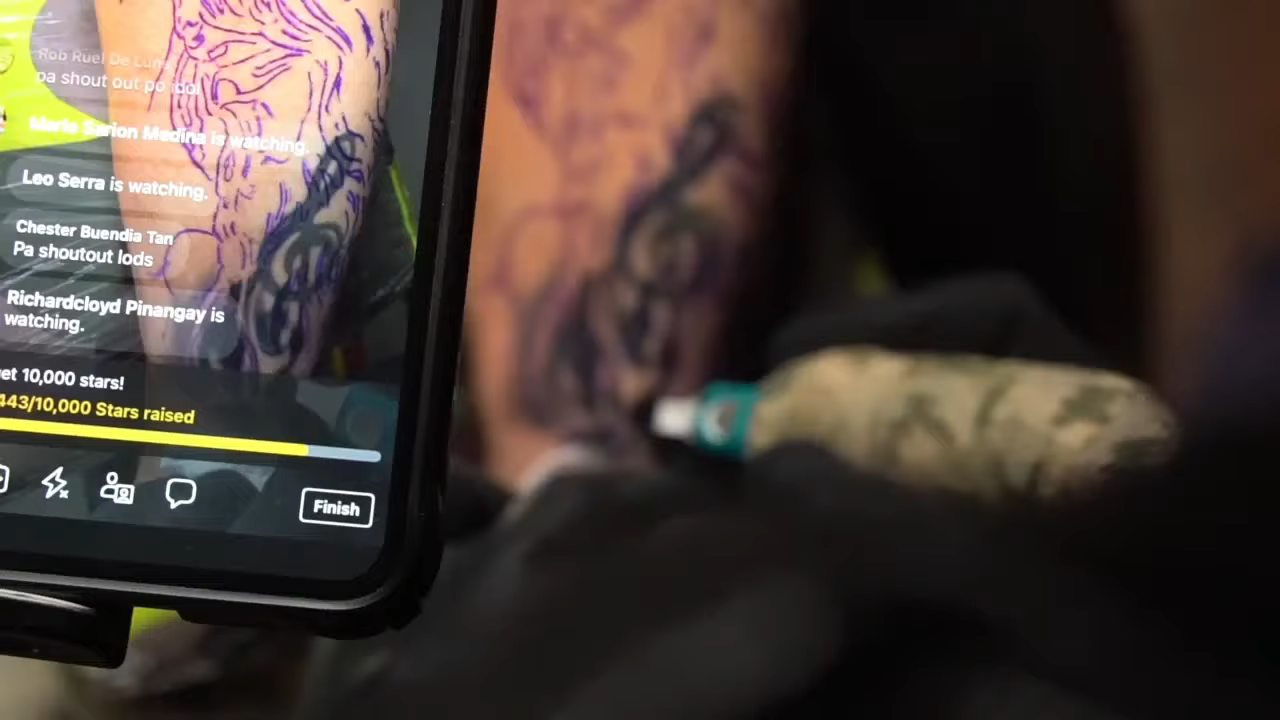 Rob Ruel De Luna
pa shout out po idol
Maris Sarion Medina is watching.
Leo Serra is watching.
Chester Buendia Tan
Pa shoutout lods
Richardcloyd Pinangay is
watching.
et 10,000 stars!
443/10,000 Stars raised
Finish